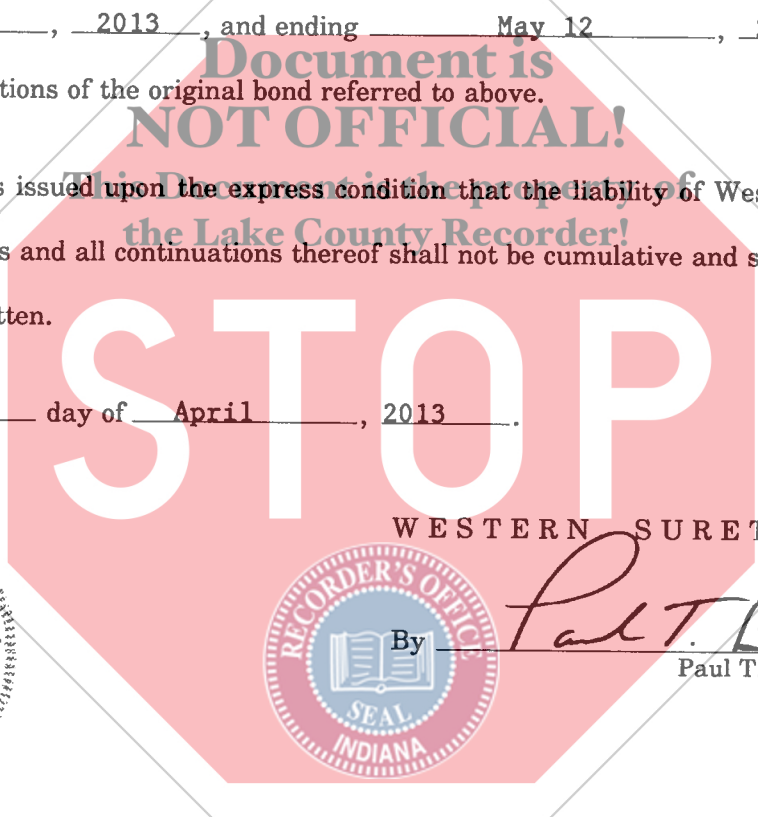 , 2013, and ending May 12,
Document is
tions of the original bond referred to above.
NOT OFFICIAL!
s issued upon the express condition that the liability of Wes
This Document is the property of
the Lake County Recorder!
s and all continuations thereof shall not be cumulative and s
tten.
STOP
day of April, 2013.
WESTERN SURET
RECORDER'S OFFICE
By Paul T.
Paul T
SEAL
INDIANA